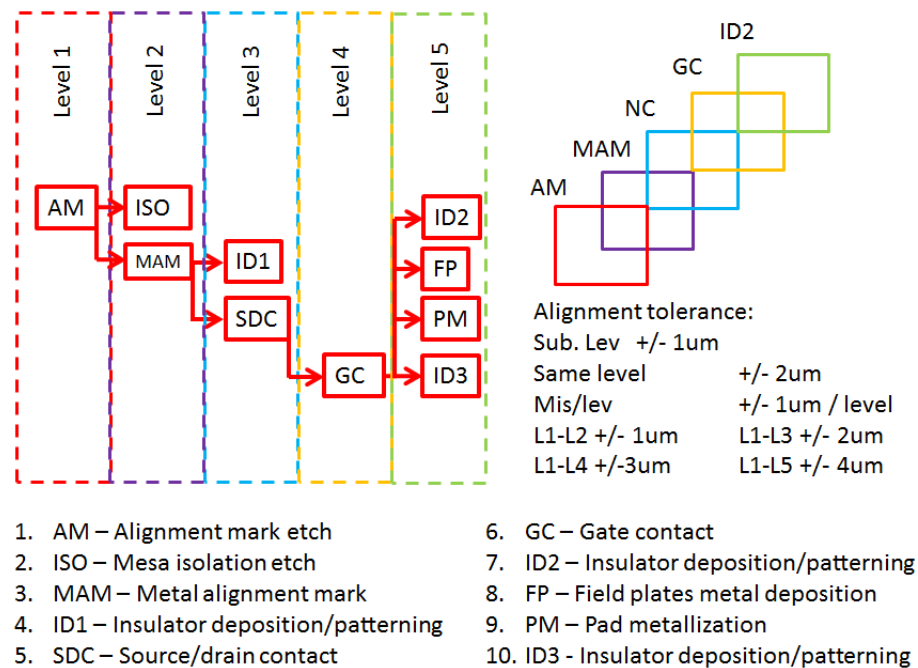 Level 1
Level 2
Level 3
Level 4
Level 5
AM
ISO
MAM
ID1
SDC
GC
ID2
FP
PM
ID3
ID2
GC
NC
MAM
AM
Alignment tolerance:
Sub. Lev +/- 1um
Same level +/- 2um
Mis/lev +/- 1um / level
L1-L2 +/- 1um L1-L3 +/- 2um
L1-L4 +/-3um L1-L5 +/- 4um
1. AM – Alignment mark etch
2. ISO – Mesa isolation etch
3. MAM – Metal alignment mark
4. ID1 – Insulator deposition/patterning
5. SDC – Source/drain contact
6. GC – Gate contact
7. ID2 – Insulator deposition/patterning
8. FP – Field plates metal deposition
9. PM – Pad metallization
10. ID3 - Insulator deposition/patterning